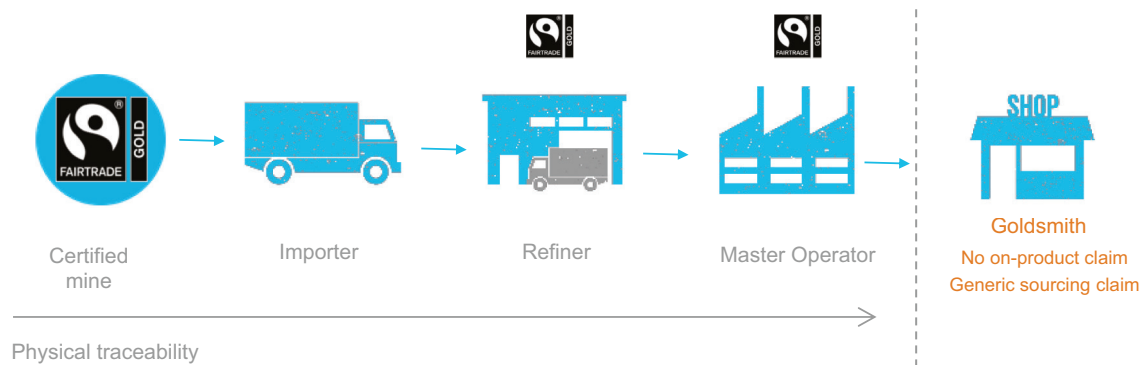 FAIRTRADE
GOLD
FAIRTRADE
GOLD
®
FAIRTRADE
GOLD
SHOP
Certified
mine
Importer
Refiner
Master Operator
Goldsmith
No on-product claim
Generic sourcing claim
Physical traceability